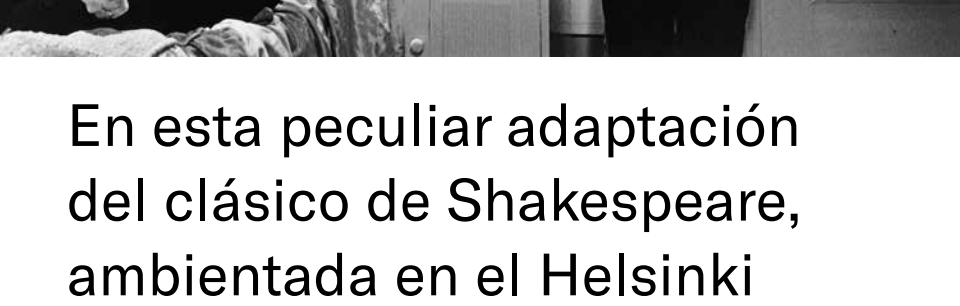 En esta peculiar adaptación
del clásico de Shakespeare,
ambientada en el Helsinki